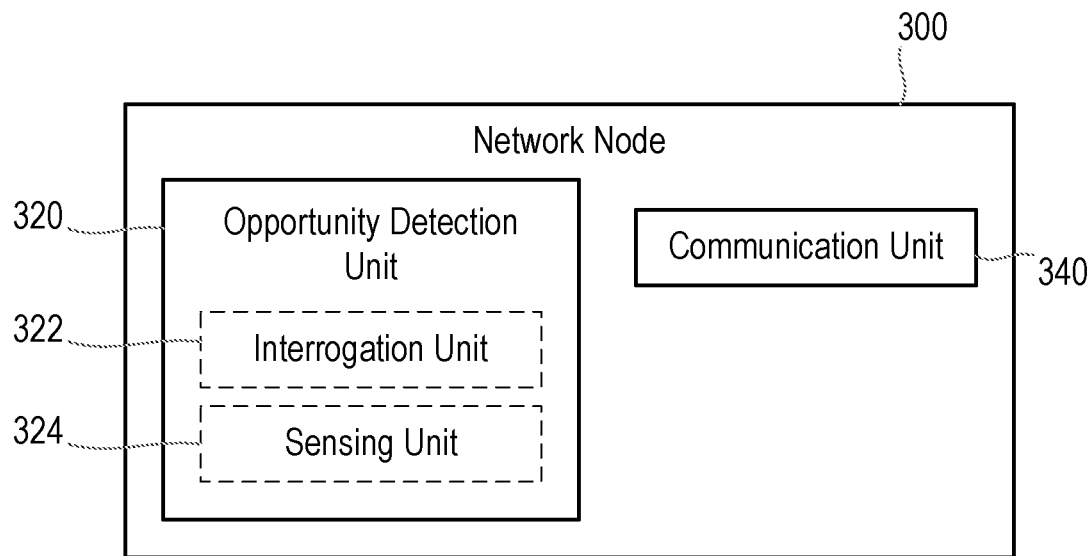 300
Network Node
320
Opportunity Detection
Unit
Communication Unit
340
322
Interrogation Unit
324
Sensing Unit